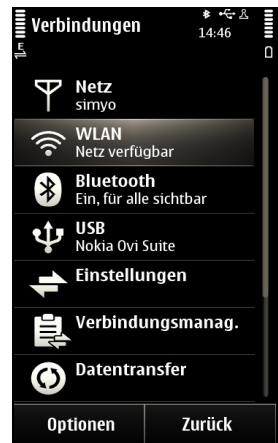 Verbindungen
14:46
E
Netz
simyo
WLAN
Netz verfügbar
Bluetooth
Ein, für alle sichtbar
USB
Nokia Ovi Suite
Einstellungen
Verbindungsmanag.
Datentransfer
Optionen
Zurück